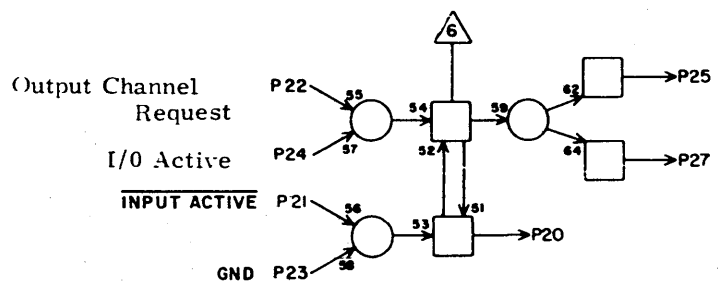 6
62
P25
Output Channel
Request
P22
55
54
59
P24
57
52
64
P27
I/0 Active
INPUT ACTIVE
P21
56
51
53
P20
GND
P23
58